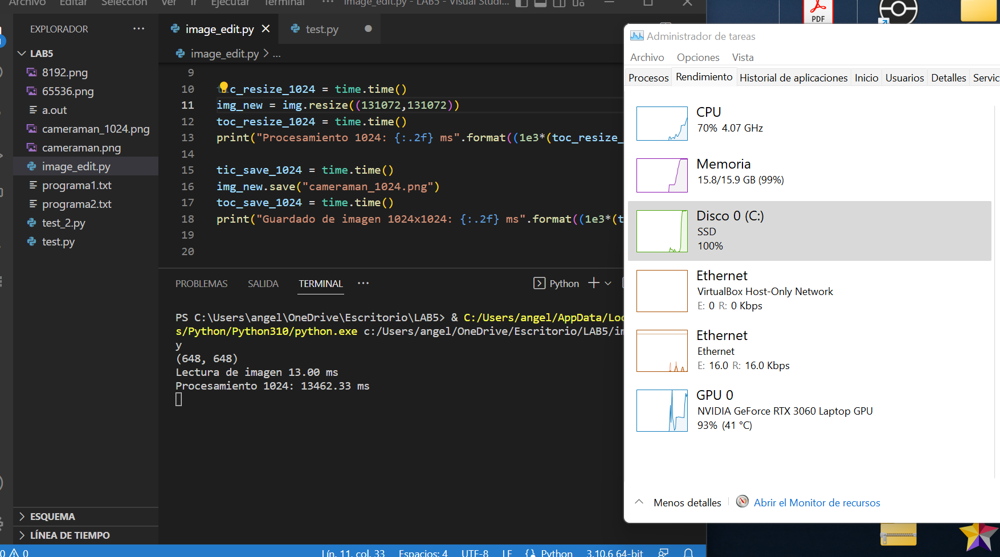 Archivo Editar Selección Ver Ir Ejecutar Terminal ··· image_edit.py - LAB5 - Visual Studi...
EXPLORADOR ···
LAB5
8192.png
65536.png
a.out
cameraman_1024.png
cameraman.png
image_edit.py
programa1.txt
programa2.txt
test_2.py
test.py
ESQUEMA
LÍNEA DE TIEMPO
image_edit.py
test.py
image_edit.py > ...
9
10 tic_resize_1024 = time.time()
11 img_new = img.resize((131072,131072))
12 toc_resize_1024 = time.time()
13 print("Procesamiento 1024: {:.2f} ms".format((1e3*(toc_resize_
14
15 tic_save_1024 = time.time()
16 img_new.save("cameraman_1024.png")
17 toc_save_1024 = time.time()
18 print("Guardado de imagen 1024x1024: {:.2f} ms".format((1e3*(t
19
20
PROBLEMAS SALIDA TERMINAL ··· Python
PS C:\Users\angel\OneDrive\Escritorio\LAB5> & C:/Users/angel/AppData/Loc
s/Python/Python310/python.exe c:/Users/angel/OneDrive/Escritorio/LAB5/im
y
(648, 648)
Lectura de imagen 13.00 ms
Procesamiento 1024: 13462.33 ms
0 0 Lín. 11, col. 33 Espacios: 4 UTF-8 LF {} Python 3.10.6 64-bit
PDF
Administrador de tareas
Archivo Opciones Vista
Procesos Rendimiento Historial de aplicaciones Inicio Usuarios Detalles Servic
CPU
70% 4.07 GHz
Memoria
15.8/15.9 GB (99%)
Disco 0 (C:)
SSD
100%
Ethernet
VirtualBox Host-Only Network
E: 0 R: 0 Kbps
Ethernet
Ethernet
E: 16.0 R: 16.0 Kbps
GPU 0
NVIDIA GeForce RTX 3060 Laptop GPU
93% (41 °C)
Menos detalles
Abrir el Monitor de recursos